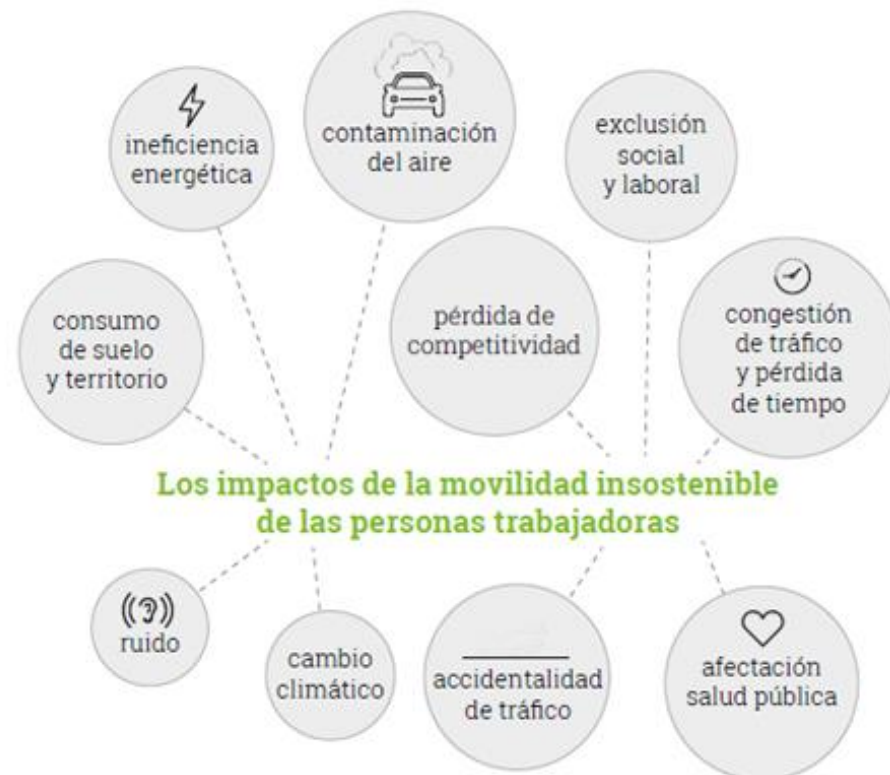 ineficiencia
energética
contaminación
del aire
exclusión
social
y laboral
consumo
de suelo
y territorio
pérdida de
competitividad
congestión
de tráfico
y pérdida
de tiempo
Los impactos de la movilidad insostenible
de las personas trabajadoras
ruido
cambio
climático
accidentalidad
de tráfico
afectación
salud pública